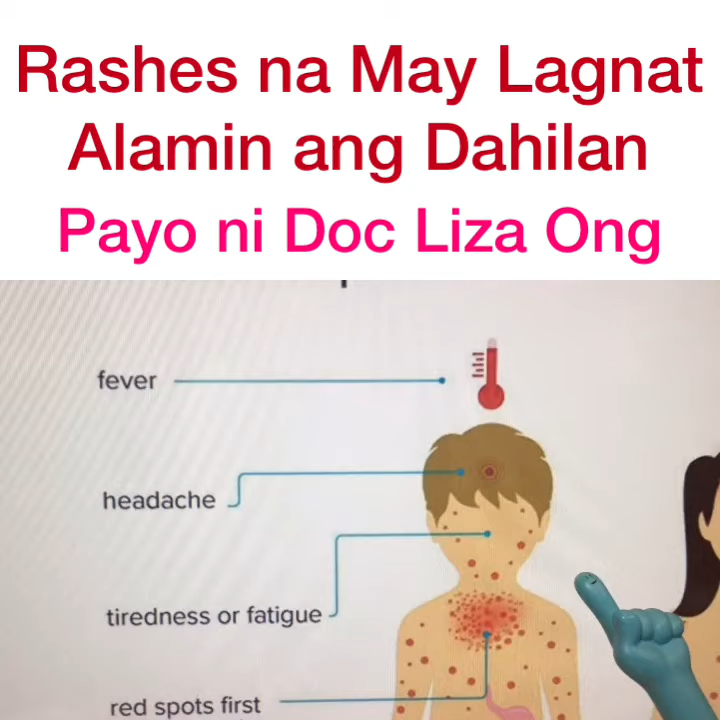 Rashes na May Lagnat
Alamin ang Dahilan
Payo ni Doc Liza Ong
fever
headache
tiredness or fatigue
red spots first